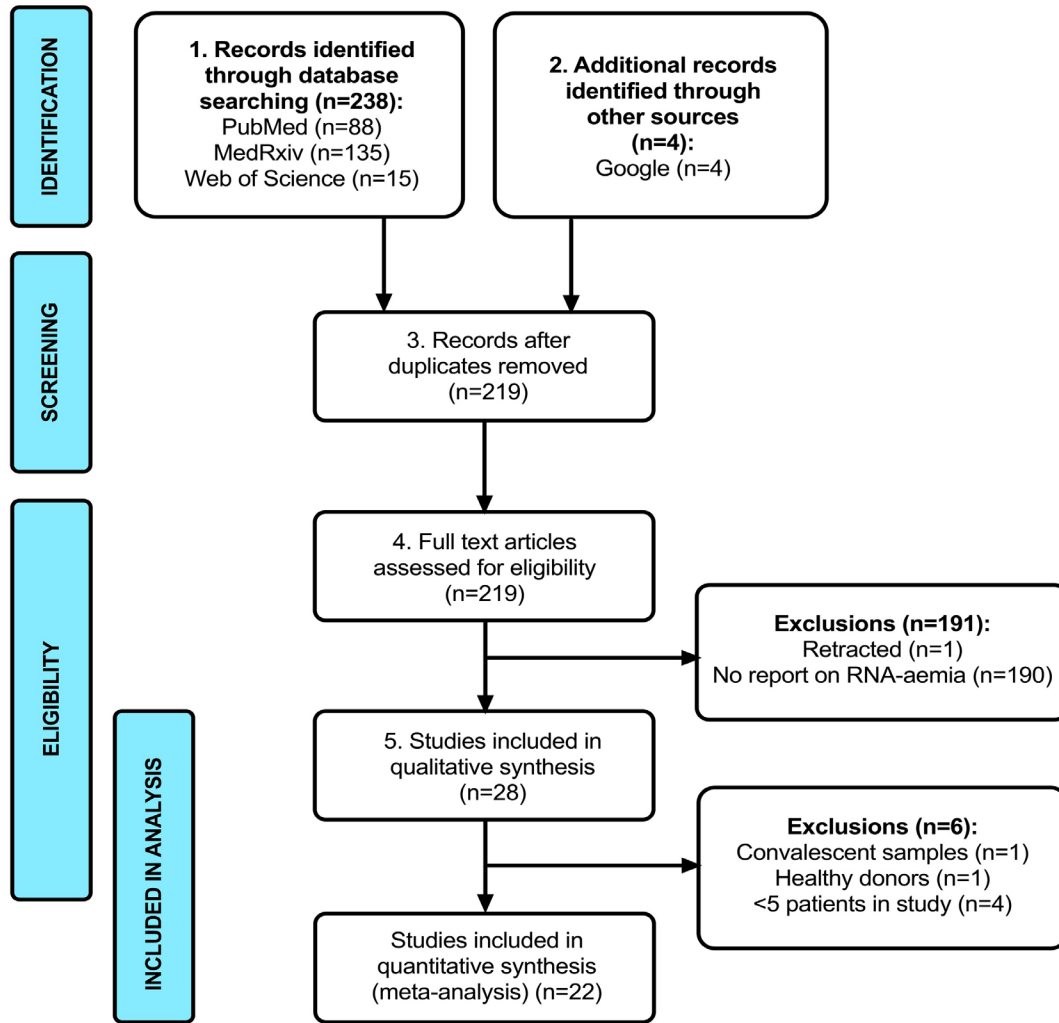 IDENTIFICATION
1. Records identified
through database
searching (n=238):
PubMed (n=88)
MedRxiv (n=135)
Web of Science (n=15)
2. Additional records
identified through
other sources
(n=4):
Google (n=4)
SCREENING
3. Records after
duplicates removed
(n=219)
ELIGIBILITY
4. Full text articles
assessed for eligibility
(n=219)
Exclusions (n=191):
Retracted (n=1)
No report on RNA-aemia (n=190)
INCLUDED IN ANALYSIS
5. Studies included in
qualitative synthesis
(n=28)
Exclusions (n=6):
Convalescent samples (n=1)
Healthy donors (n=1)
<5 patients in study (n=4)
Studies included in
quantitative synthesis
(meta-analysis) (n=22)